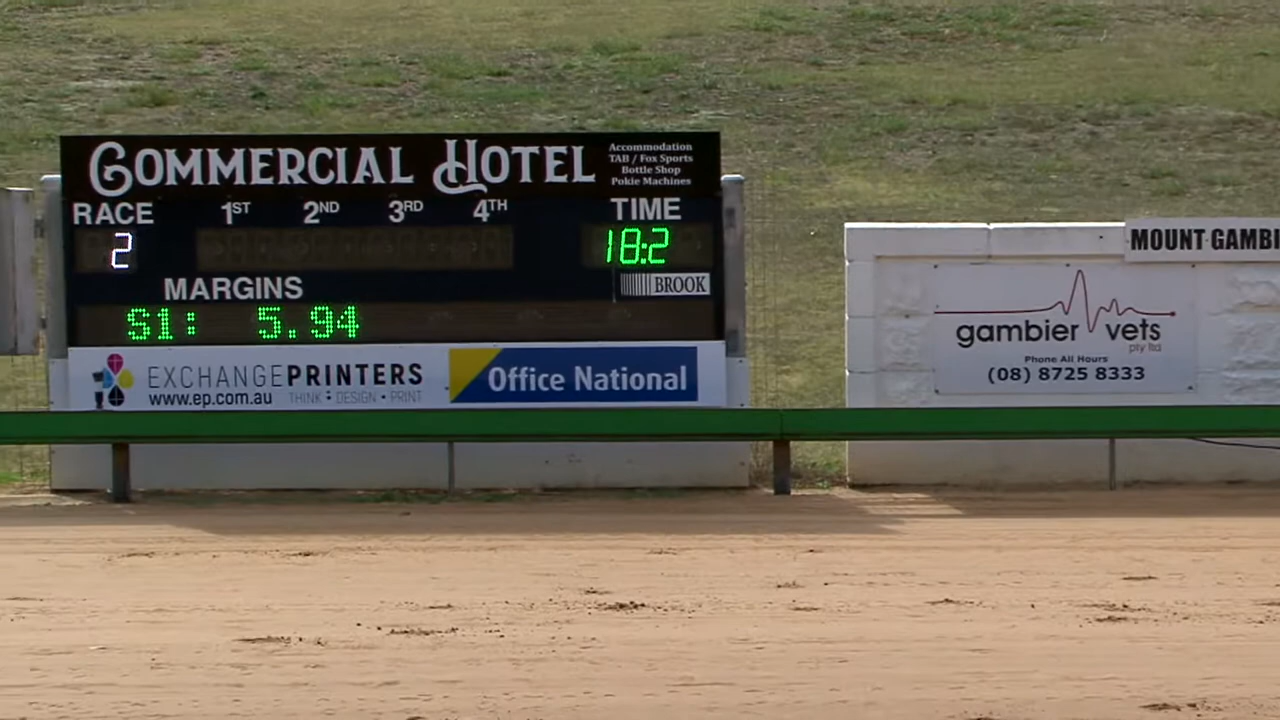 COMMERCIAL HOTEL
Accommodation
TAB / Fox Sports
Bottle Shop
Pokie Machines
RACE 1ST 2ND 3RD 4TH TIME
2 18:2
BROOK
MARGINS
S1: 5.94
EXCHANGEPRINTERS
www.ep.com.au THINK • DESIGN • PRINT
Office National
MOUNT GAMBI
gambier vets
pty ltd
Phone All Hours
(08) 8725 8333